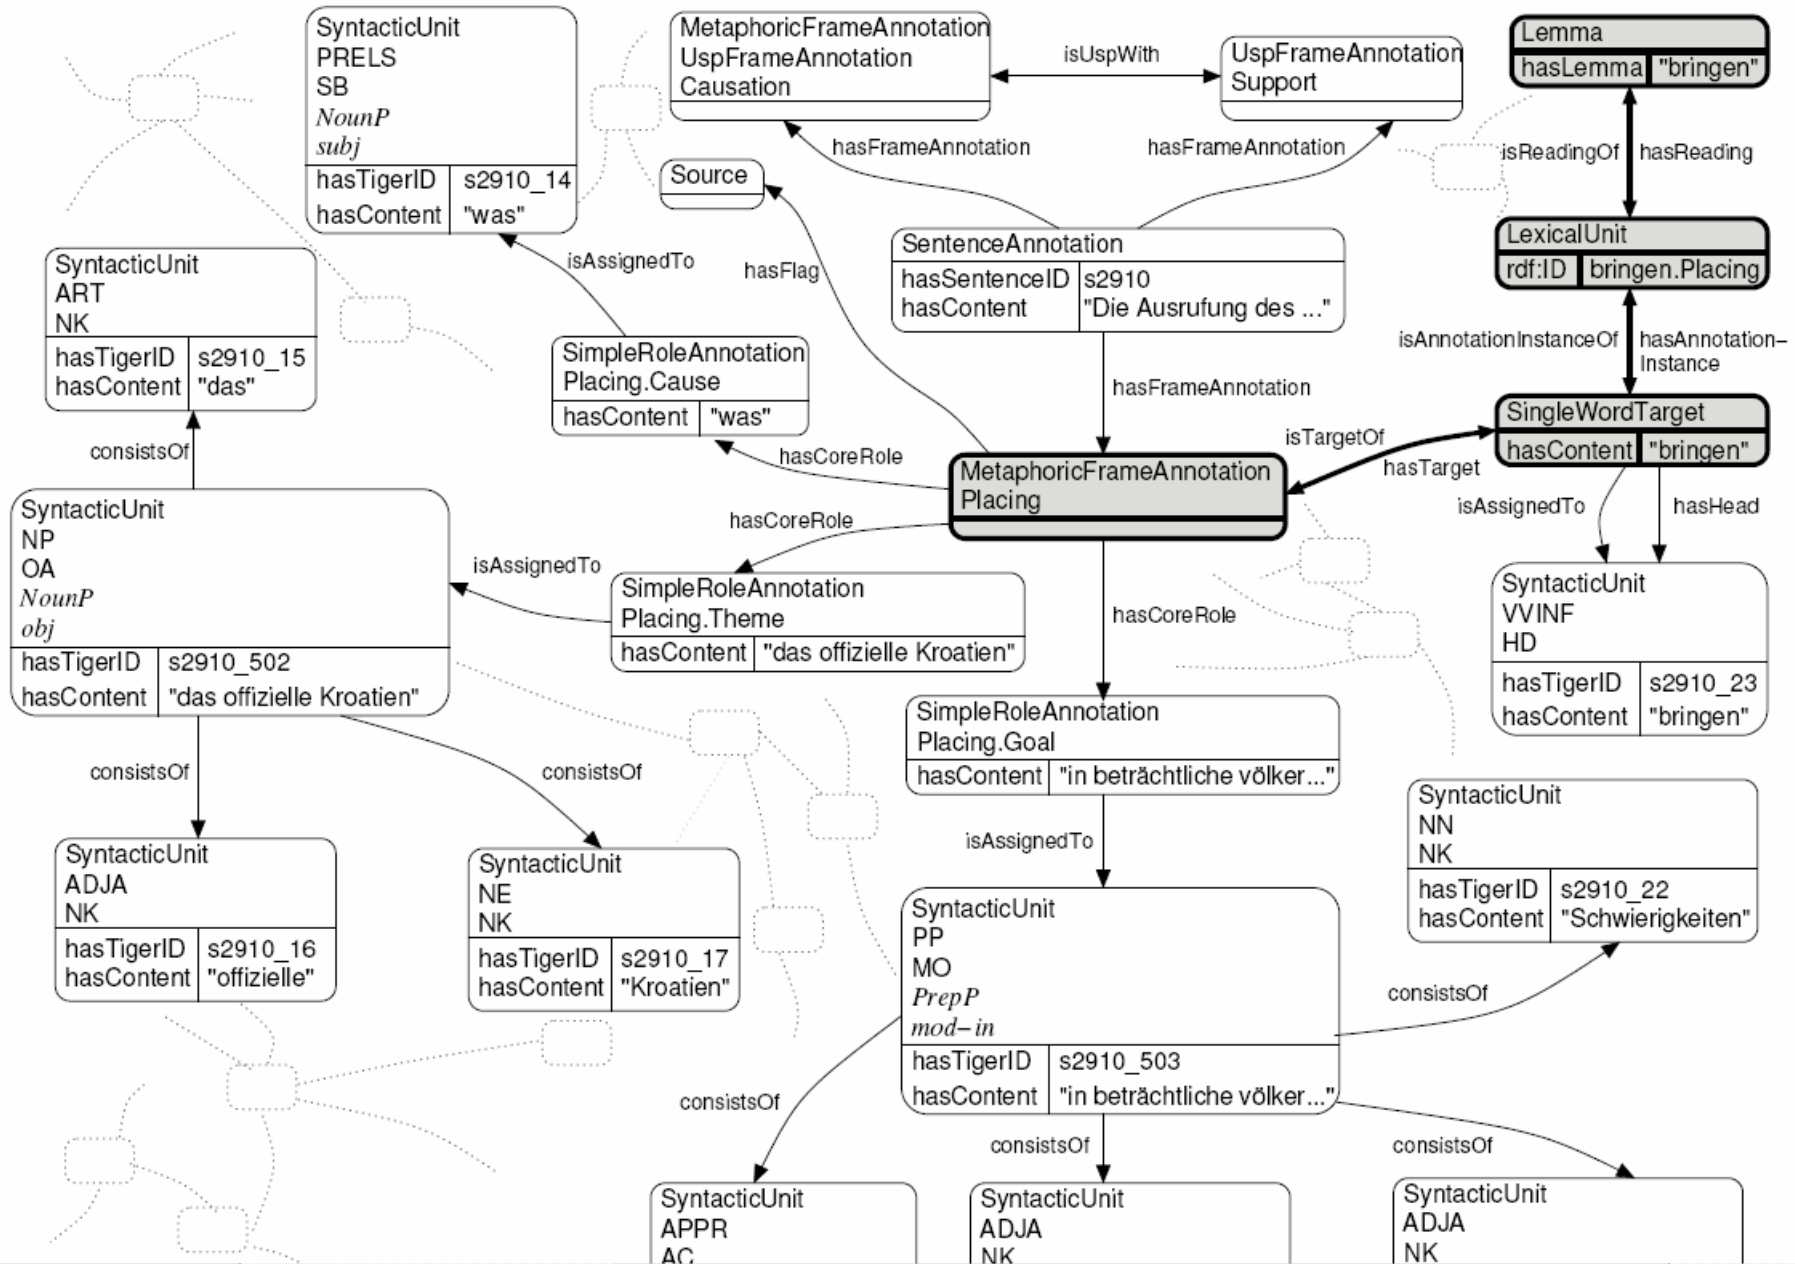 SyntacticUnit
PRELS
SB
NounP
subj
hasTigerID s2910_14
hasContent "was"
MetaphoricFrameAnnotation
UspFrameAnnotation
Causation
isUspWith
UspFrameAnnotation
Support
Lemma
hasLemma "bringen"
hasFrameAnnotation
hasFrameAnnotation
isReadingOf
hasReading
Source
SyntacticUnit
ART
NK
hasTigerID s2910_15
hasContent "das"
isAssignedTo
hasFlag
SentenceAnnotation
hasSentenceID s2910
hasContent "Die Ausrufung des ..."
LexicalUnit
rdf:ID bringen.Placing
isAnnotationInstanceOf
hasAnnotation–
Instance
SimpleRoleAnnotation
Placing.Cause
hasContent "was"
hasFrameAnnotation
SingleWordTarget
hasContent "bringen"
consistsOf
hasCoreRole
isTargetOf
hasTarget
MetaphoricFrameAnnotation
Placing
SyntacticUnit
NP
OA
NounP
obj
hasTigerID s2910_502
hasContent "das offizielle Kroatien"
hasCoreRole
isAssignedTo
isAssignedTo
hasHead
SimpleRoleAnnotation
Placing.Theme
hasContent "das offizielle Kroatien"
hasCoreRole
SyntacticUnit
VVINF
HD
hasTigerID s2910_23
hasContent "bringen"
SimpleRoleAnnotation
Placing.Goal
hasContent "in beträchtliche völker..."
consistsOf
consistsOf
isAssignedTo
SyntacticUnit
NN
NK
hasTigerID s2910_22
hasContent "Schwierigkeiten"
SyntacticUnit
ADJA
NK
hasTigerID s2910_16
hasContent "offizielle"
SyntacticUnit
NE
NK
hasTigerID s2910_17
hasContent "Kroatien"
SyntacticUnit
PP
MO
PrepP
mod–in
hasTigerID s2910_503
hasContent "in beträchtliche völker..."
consistsOf
consistsOf
consistsOf
consistsOf
SyntacticUnit
APPR
AC
SyntacticUnit
ADJA
NK
SyntacticUnit
ADJA
NK